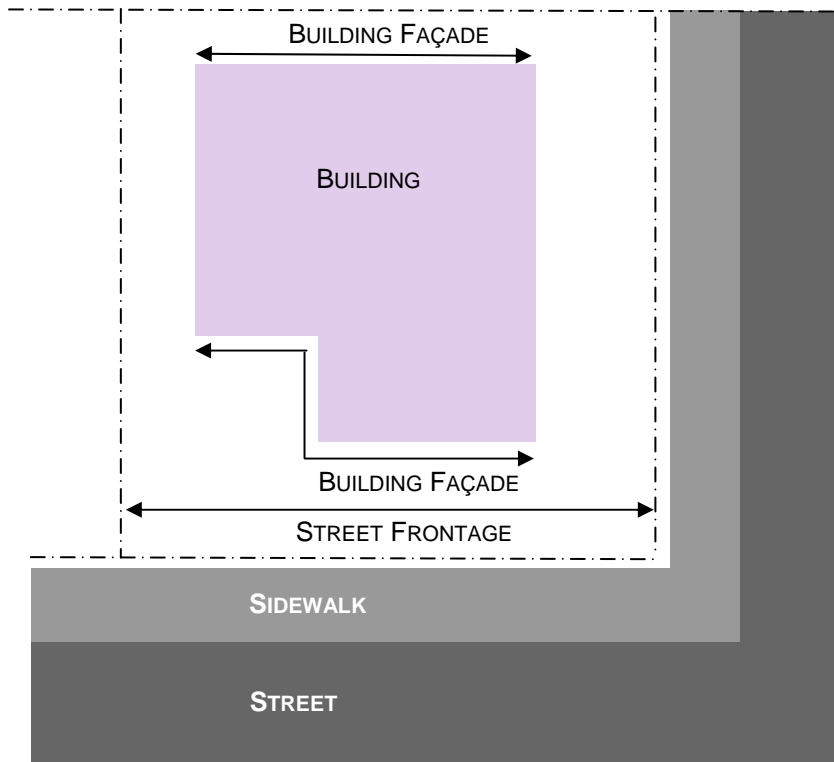 BUILDING FAÇADE
BUILDING
BUILDING FAÇADE
STREET FRONTAGE
SIDEWALK
STREET